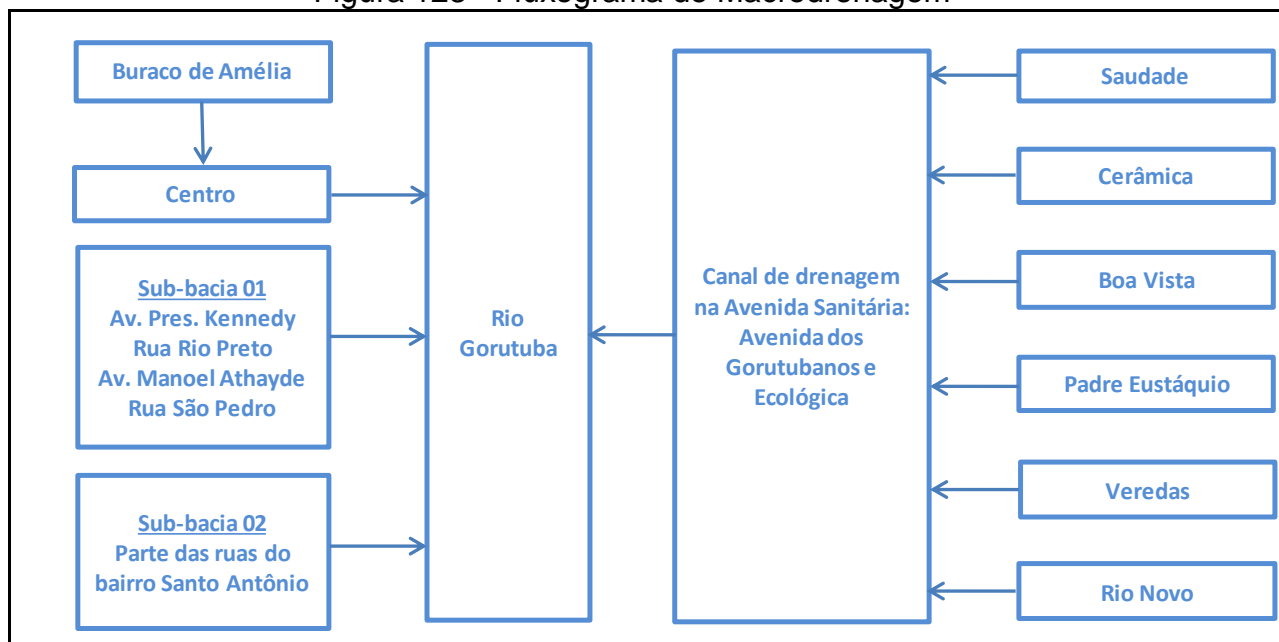 Buraco de Amélia
Centro
Sub-bacia 01
Av. Pres. Kennedy
Rua Rio Preto
Av. Manoel Athayde
Rua São Pedro
Sub-bacia 02
Parte das ruas do
bairro Santo Antônio
Rio
Gorutuba
Canal de drenagem
na Avenida Sanitária:
Avenida dos
Gorutubanos e
Ecológica
Saudade
Cerâmica
Boa Vista
Padre Eustáquio
Veredas
Rio Novo